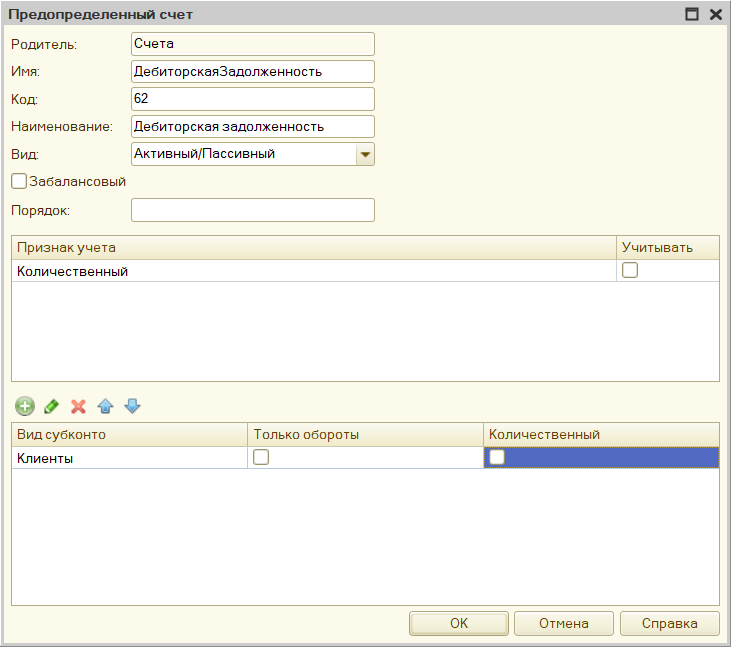 Предопределенный счет
Родитель: Счета
Имя: ДебиторскаяЗадолженность
Код: 62
Наименование: Дебиторская задолженность
Вид: Активный/Пассивный
Забалансовый
Порядок:
Признак учета Учитывать
Количественный
Вид субконто Только обороты Количественный
Клиенты
OK Отмена Справка